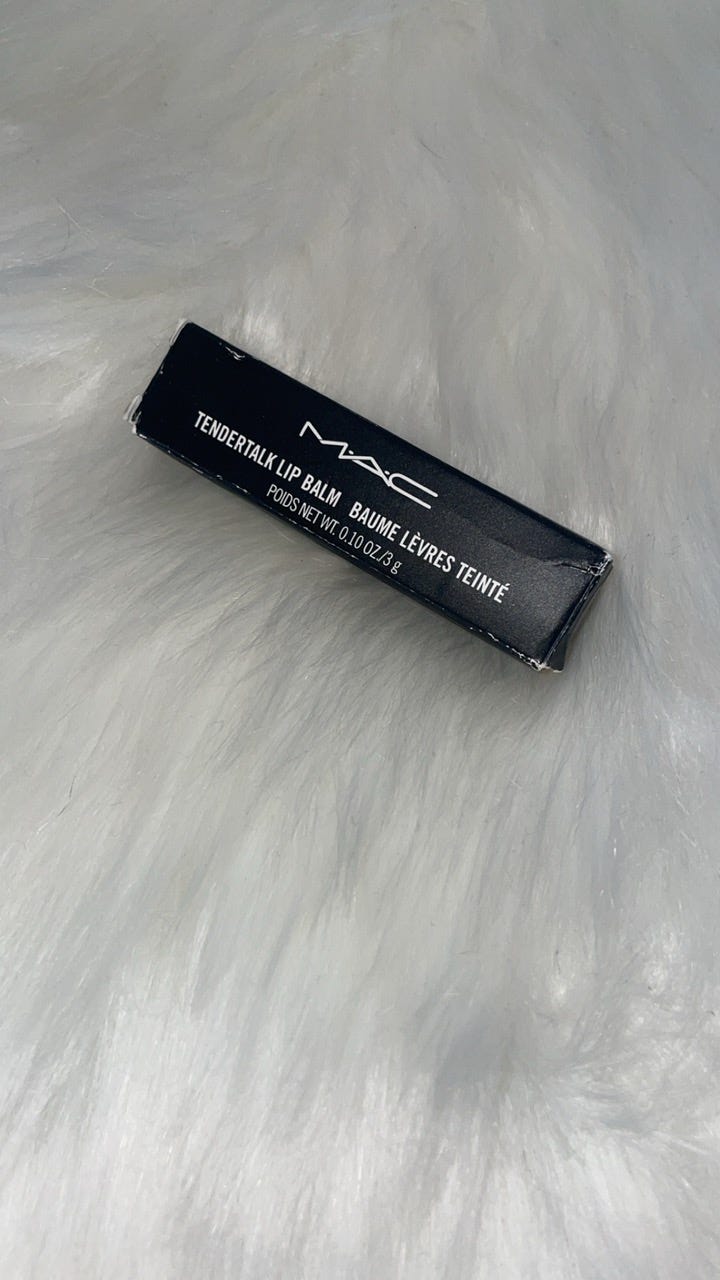 M·A·C
TENDERTALK LIP BALM BAUME LÈVRES TEINTÉ
POIDS NET WT. 0.10 OZ./3 g